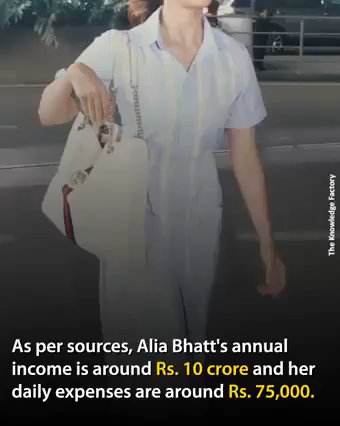 The Knowledge Factory
As per sources, Alia Bhatt's annual
income is around Rs. 10 crore and her
daily expenses are around Rs. 75,000.